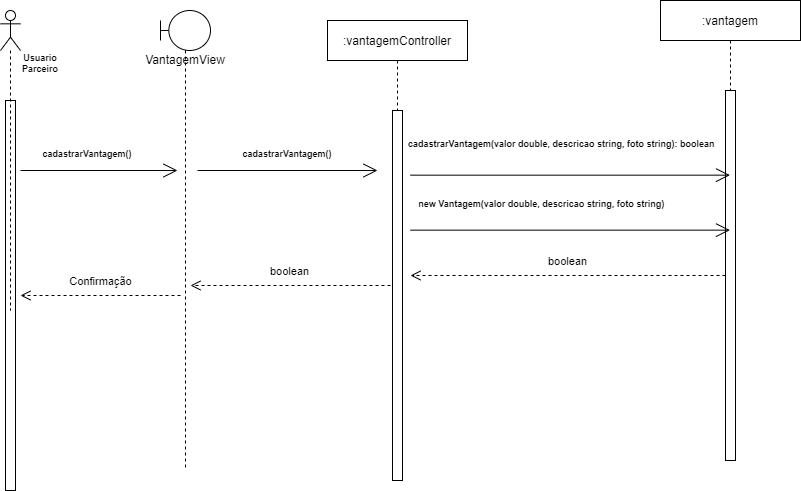 Usuario
Parceiro
VantagemView
:vantagemController
:vantagem
cadastrarVantagem()
cadastrarVantagem()
cadastrarVantagem(valor double, descricao string, foto string): boolean
new Vantagem(valor double, descricao string, foto string)
boolean
boolean
Confirmação